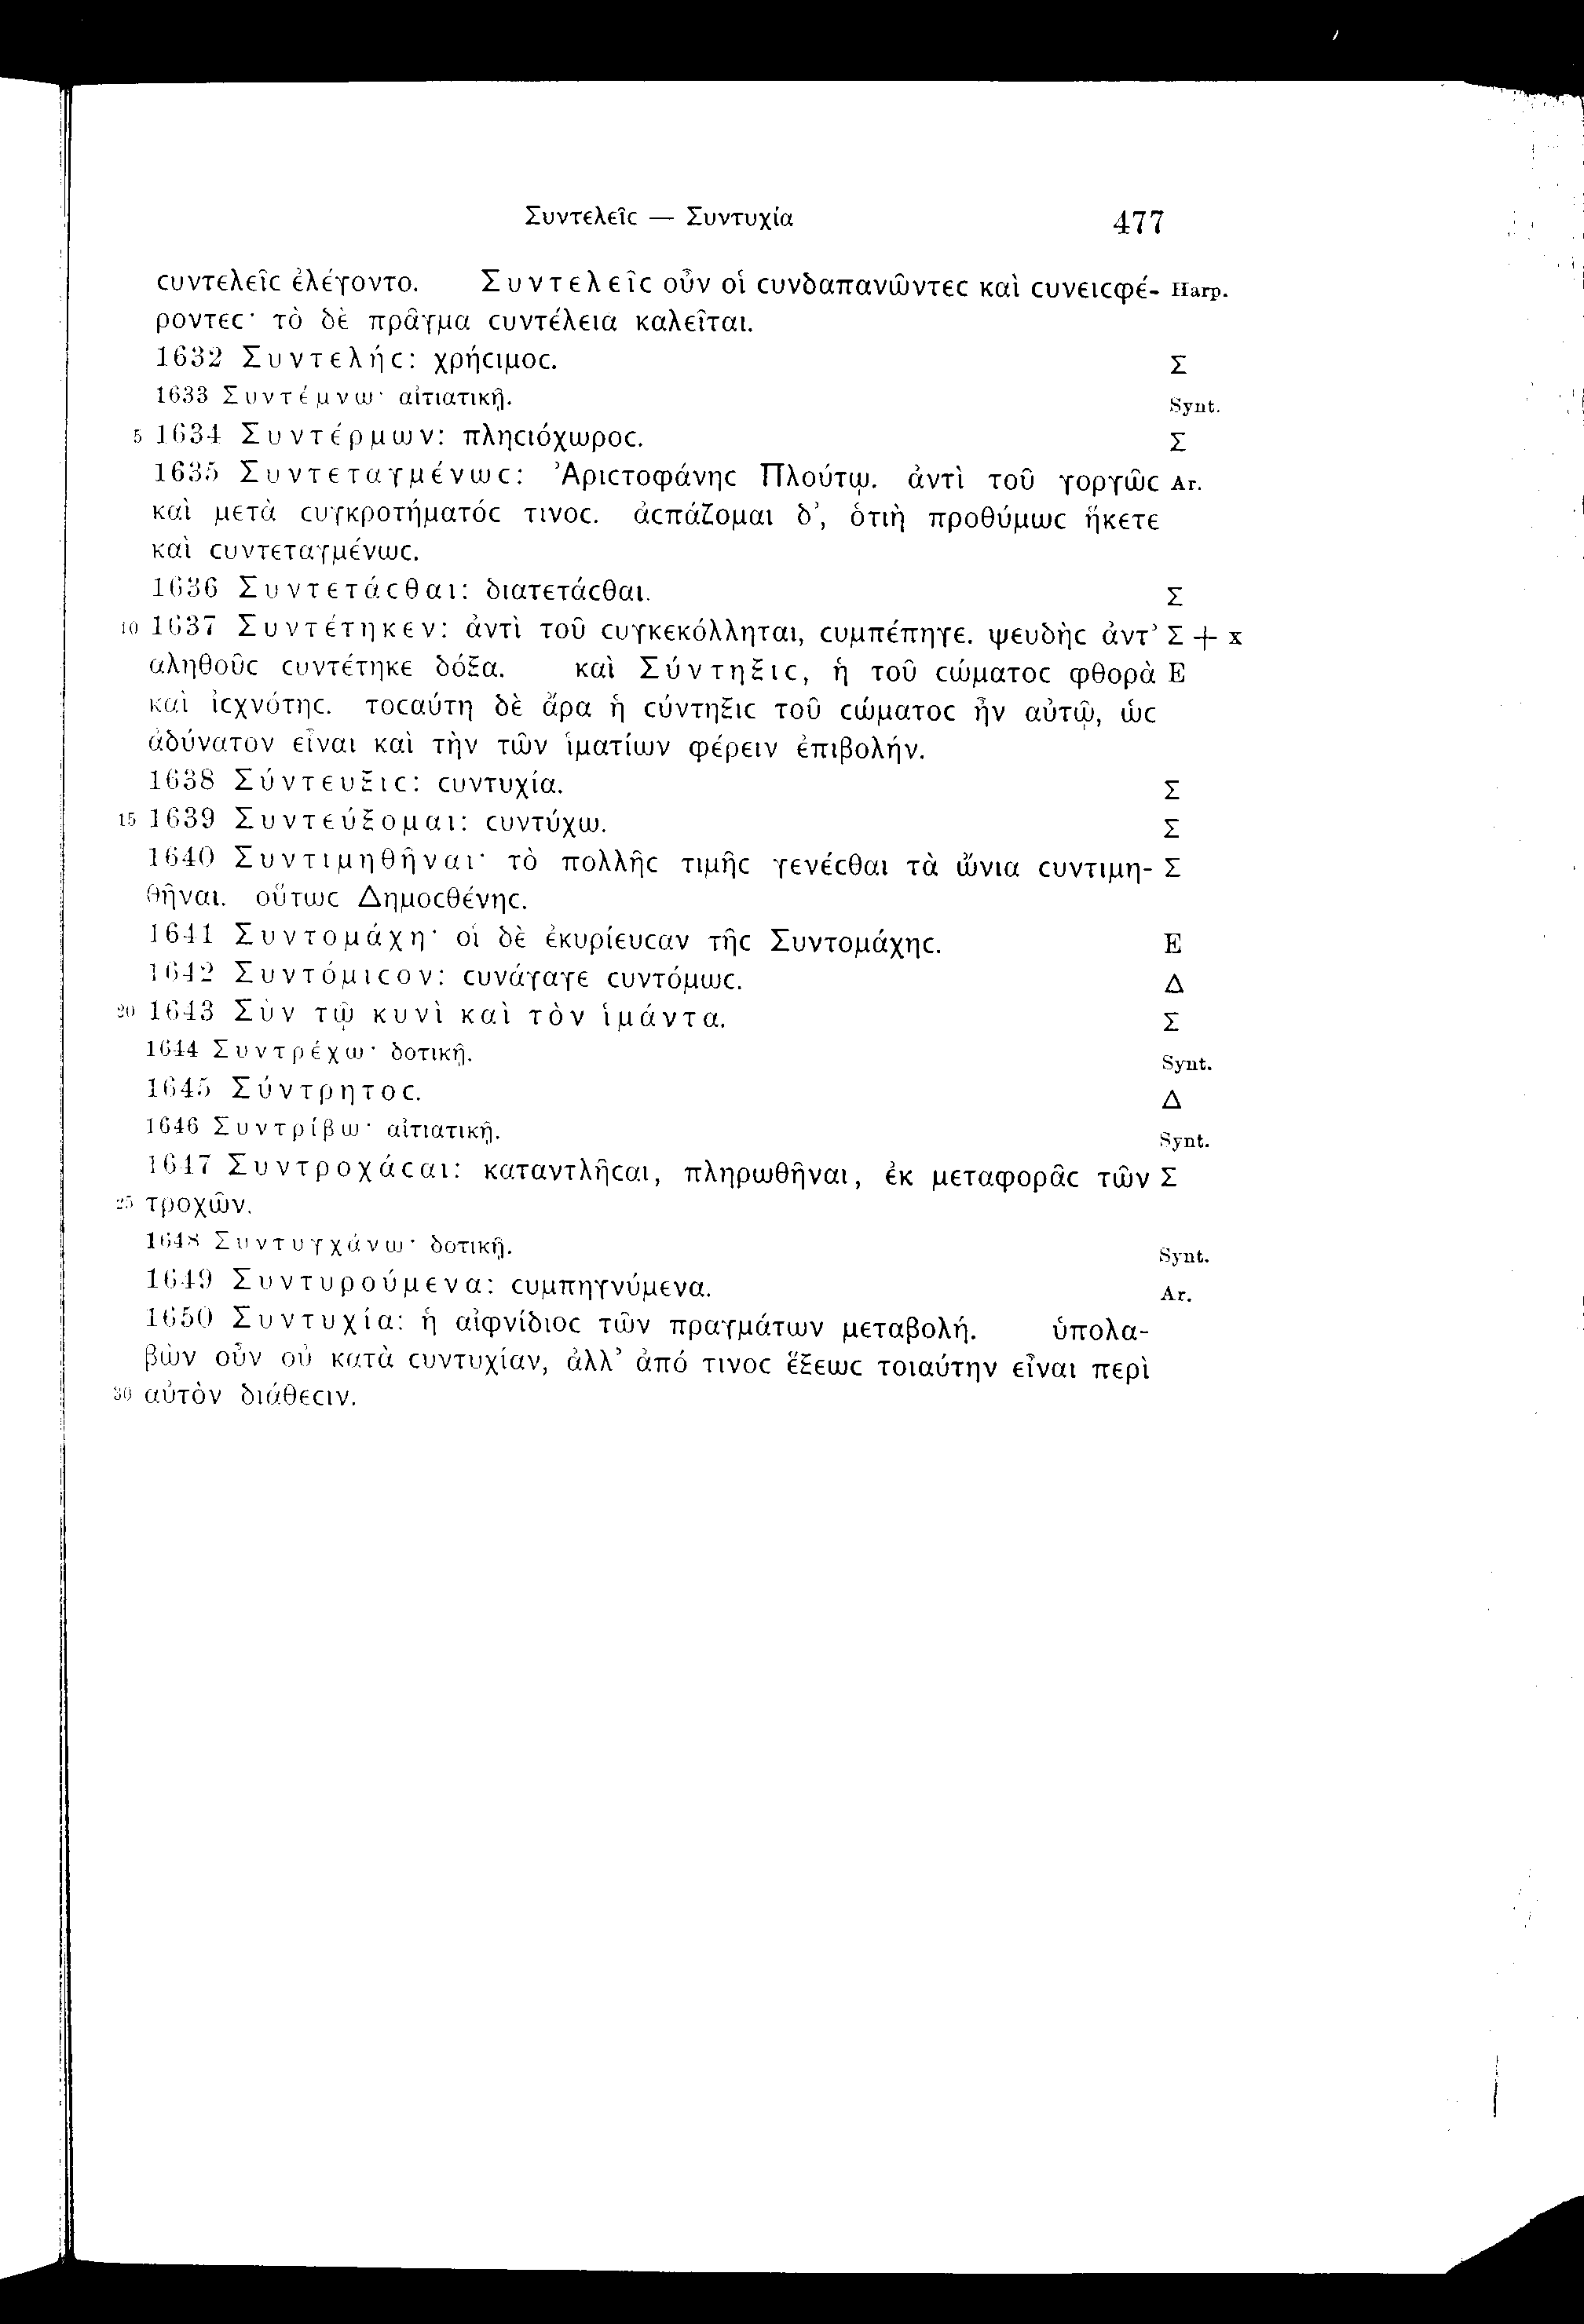 Συντελεῖϲ — Συντυχία 477
ϲυντελεῖϲ ἐλέγοντο. Συντελεῖϲ οὖν οἱ ϲυνδαπανῶντεϲ καὶ ϲυνειϲφέ- Harp.
ροντεϲ· τὸ δὲ πρᾶγμα ϲυντέλεια καλεῖται.
1632 Συντελήϲ: χρήϲιμοϲ. Σ
1633 Συντέμνω· αἰτιατικῇ. Synt.
5 1634 Συντέρμων: πληϲιόχωροϲ. Σ
1635 Συντεταγμένωϲ: Ἀριϲτοφάνηϲ Πλούτῳ. ἀντὶ τοῦ γοργῶϲ Ar.
καὶ μετὰ ϲυγκροτήματόϲ τινοϲ. ἀϲπάζομαι δ’, ὁτιὴ προθύμωϲ ἥκετε
καὶ ϲυντεταγμένωϲ.
1636 Συντετάϲθαι: διατετάϲθαι. Σ
10 1637 Συντέτηκεν: ἀντὶ τοῦ ϲυγκεκόλληται, ϲυμπέπηγε. ψευδὴϲ ἀντ’ Σ + x
αληθοῦϲ ϲυντέτηκε δόξα. καὶ Σύντηξιϲ, ἡ τοῦ ϲώματοϲ φθορὰ E
καὶ ἰϲχνότηϲ. τοϲαύτη δὲ ἄρα ἡ ϲύντηξιϲ τοῦ ϲώματοϲ ἦν αὐτῷ, ὡϲ
ἀδύνατον εἶναι καὶ τὴν τῶν ἱματίων φέρειν ἐπιβολήν.
1638 Σύντευξιϲ: ϲυντυχία. Σ
15 1639 Συντεύξομαι: ϲυντύχω. Σ
1640 Συντιμηθῆναι· τὸ πολλῆϲ τιμῆϲ γενέϲθαι τὰ ὤνια ϲυντιμη- Σ
θῆναι. οὕτωϲ Δημοϲθένηϲ.
1641 Συντομάχη· οἱ δὲ ἐκυρίευϲαν τῆϲ Συντομάχηϲ. E
1642 Συντόμιϲον: ϲυνάγαγε ϲυντόμωϲ. Δ
20 1643 Σὺν τῷ κυνὶ καὶ τὸν ἱμάντα. Σ
1644 Συντρέχω· δοτικῇ. Synt.
1645 Σύντρητοϲ. Δ
1646 Συντρίβω· αἰτιατικῇ. Synt.
1647 Συντροχάϲαι: καταντλῆϲαι, πληρωθῆναι, ἐκ μεταφορᾶϲ τῶν Σ
25 τροχῶν.
1648 Συντυγχάνω· δοτικῇ. Synt.
1649 Συντυρούμενα: ϲυμπηγνύμενα. Ar.
1650 Συντυχία: ἡ αἰφνίδιοϲ τῶν πραγμάτων μεταβολή. ὑπολα-
βὼν οὖν οὐ κατὰ ϲυντυχίαν, ἀλλ’ ἀπό τινοϲ ἕξεωϲ τοιαύτην εἶναι περὶ
30 αὐτὸν διάθεϲιν.